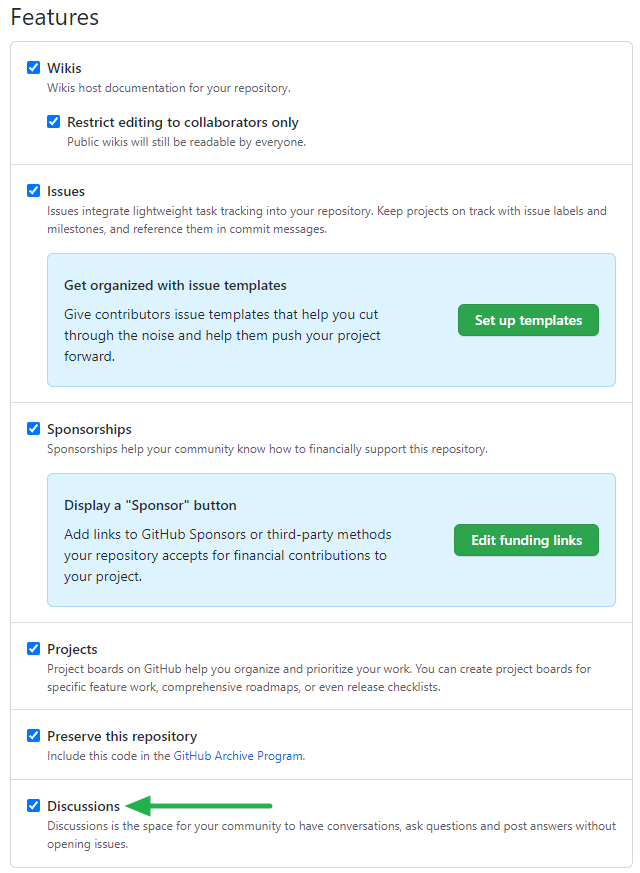 Features
Wikis
Wikis host documentation for your repository.
Restrict editing to collaborators only
Public wikis will still be readable by everyone.
Issues
Issues integrate lightweight task tracking into your repository. Keep projects on track with issue labels and
milestones, and reference them in commit messages.
Get organized with issue templates
Give contributors issue templates that help you cut
through the noise and help them push your project
forward.
Set up templates
Sponsorships
Sponsorships help your community know how to financially support this repository.
Display a "Sponsor" button
Add links to GitHub Sponsors or third-party methods
your repository accepts for financial contributions to
your project.
Edit funding links
Projects
Project boards on GitHub help you organize and prioritize your work. You can create project boards for
specific feature work, comprehensive roadmaps, or even release checklists.
Preserve this repository
Include this code in the GitHub Archive Program.
Discussions
Discussions is the space for your community to have conversations, ask questions and post answers without
opening issues.